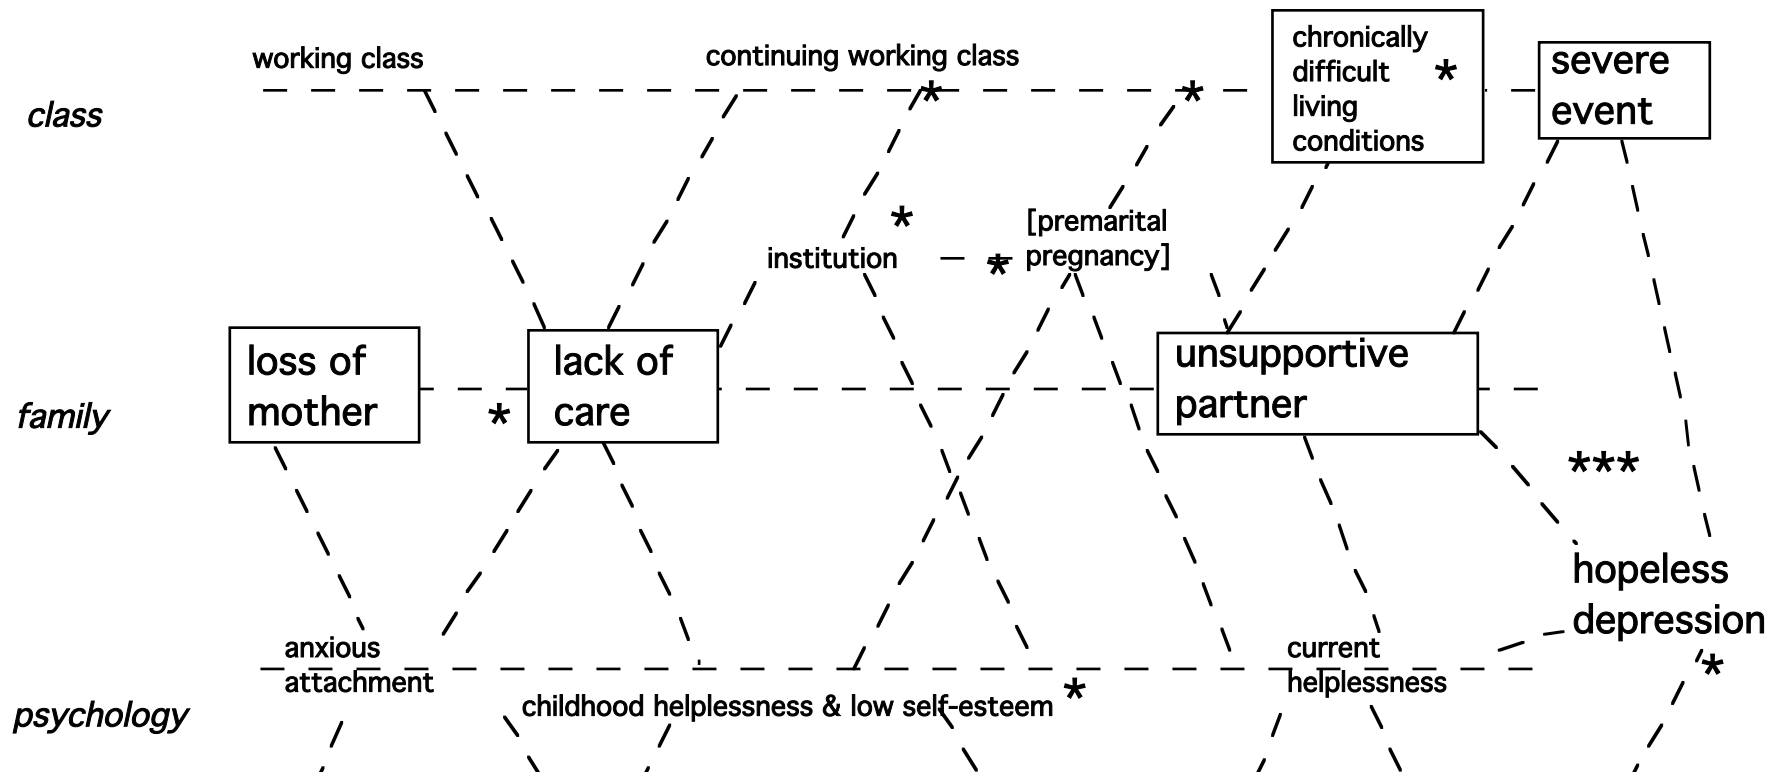 working class
continuing working class *
*
chronically
difficult *
living
conditions
severe
event
class
*
[premarital
institution
* pregnancy]
loss of
mother
*
lack of
care
unsupportive
partner
family
***
hopeless
depression
*
anxious
attachment
current
helplessness
childhood helplessness & low self-esteem *
psychology